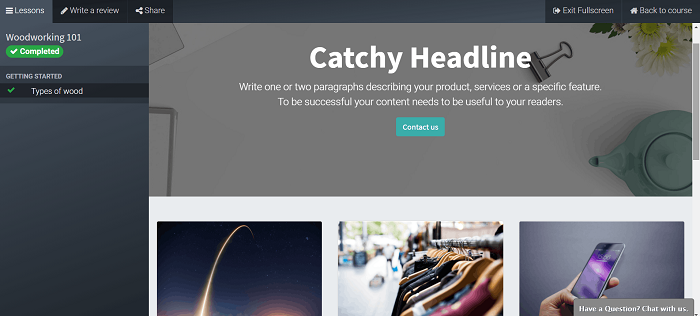 Lessons
Write a review
Share
Exit Fullscreen
Back to course
Woodworking 101
Completed
GETTING STARTED
Types of wood
Catchy Headline
Write one or two paragraphs describing your product, services or a specific feature.
To be successful your content needs to be useful to your readers.
Contact us
Have a Question? Chat with us.